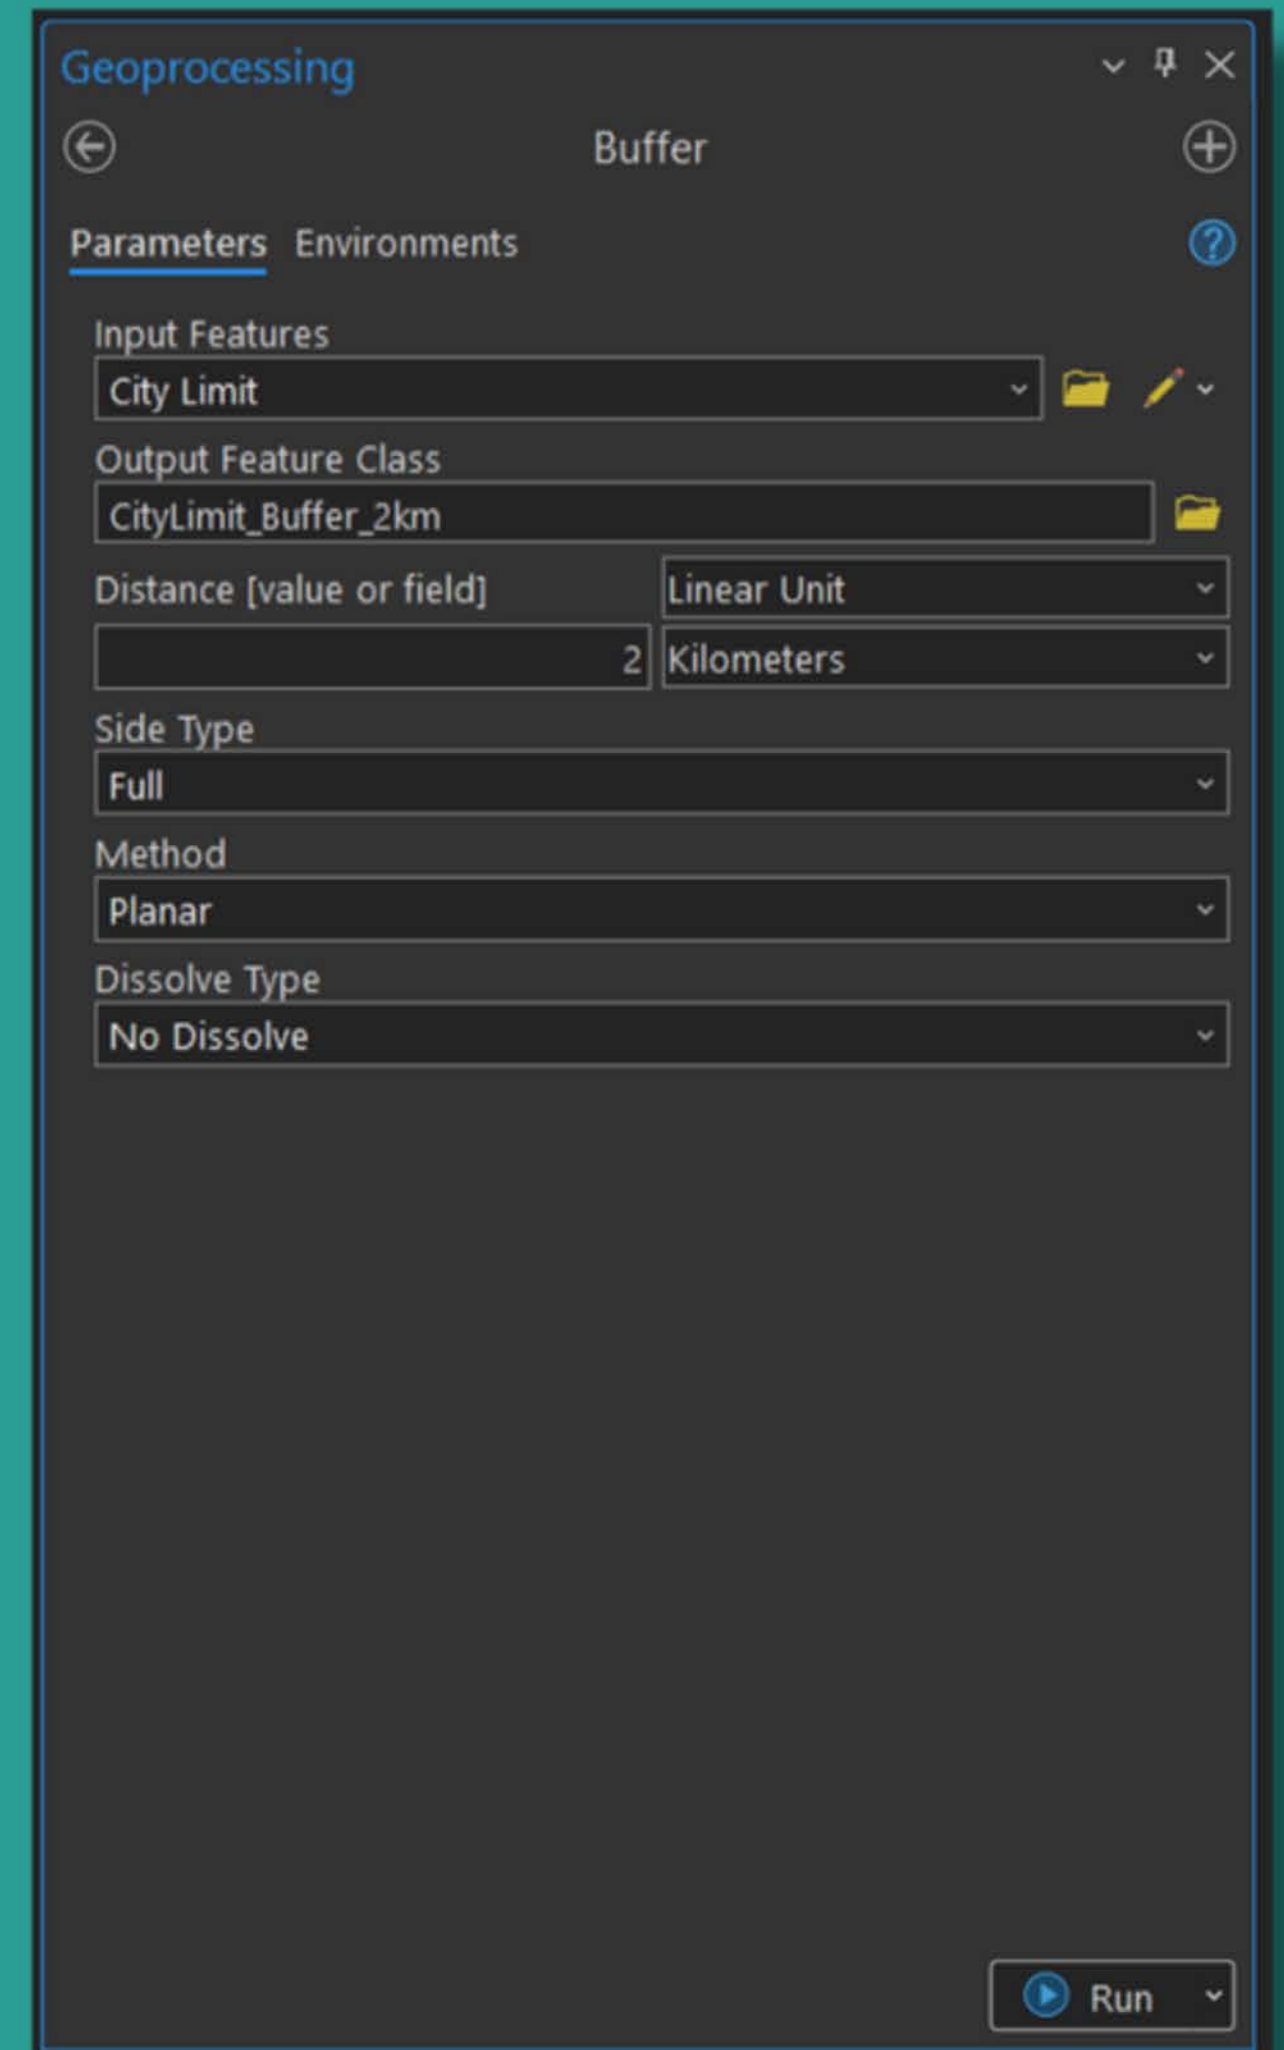 Geoprocessing
Buffer
Parameters Environments
Input Features
City Limit
Output Feature Class
CityLimit_Buffer_2km
Distance [value or field] Linear Unit
2 Kilometers
Side Type
Full
Method
Planar
Dissolve Type
No Dissolve
Run